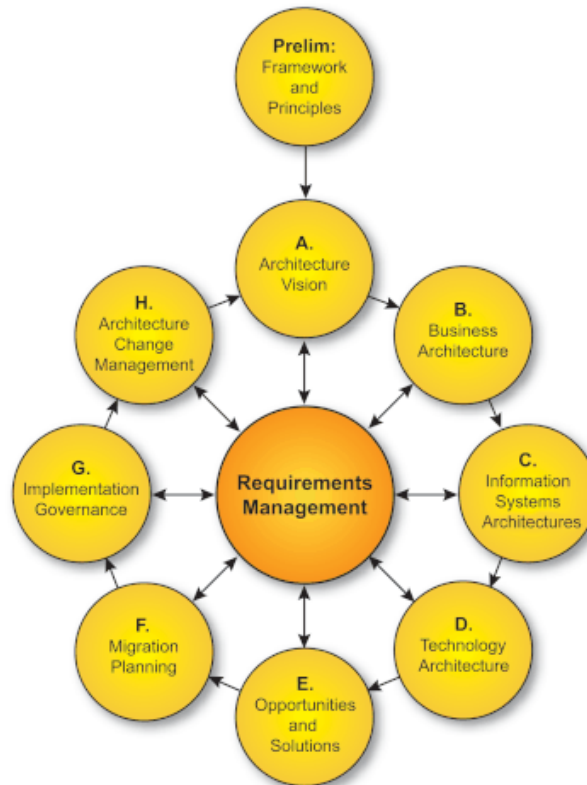 Prelim:
Framework
and
Principles
A.
Architecture
Vision
B.
Business
Architecture
C.
Information
Systems
Architectures
D.
Technology
Architecture
E.
Opportunities
and
Solutions
F.
Migration
Planning
G.
Implementation
Governance
H.
Architecture
Change
Management
Requirements
Management